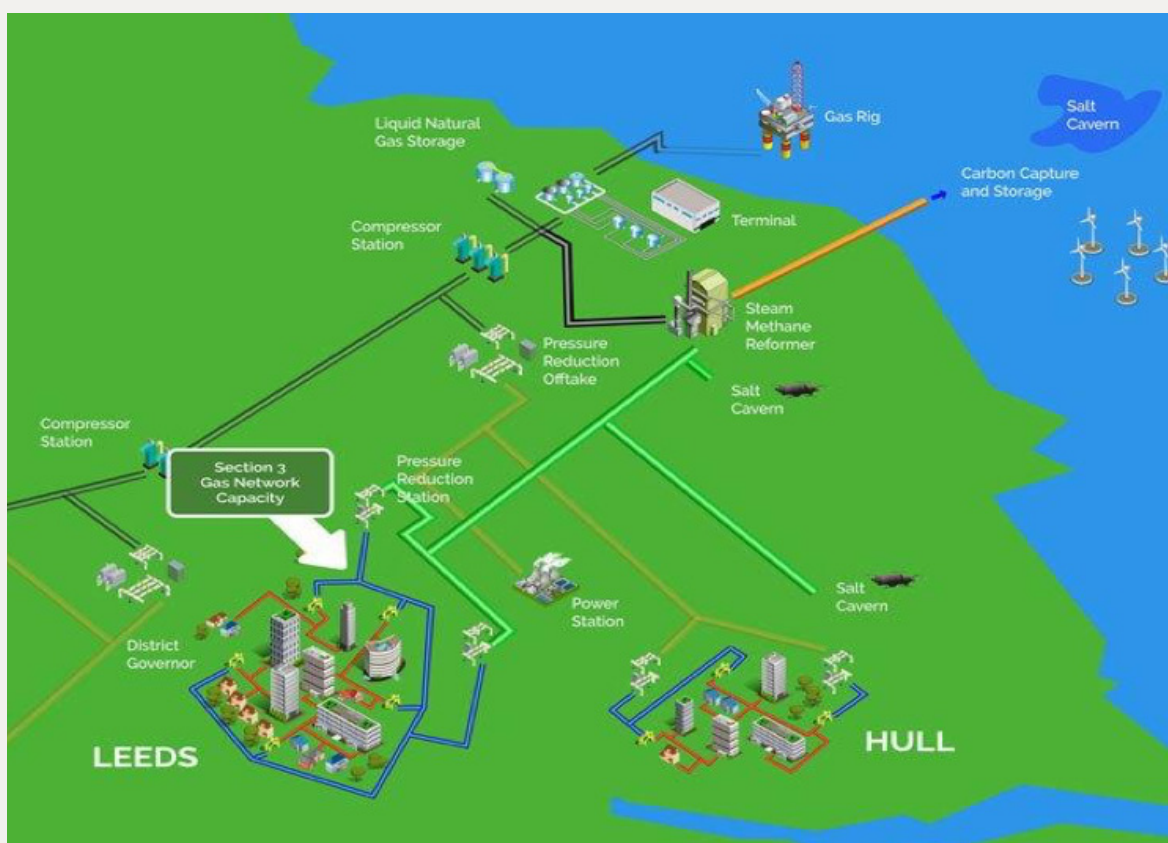 Liquid Natural
Gas Storage
Gas Rig
Salt
Cavern
Carbon Capture
and Storage
Terminal
Compressor
Station
Steam
Methane
Reformer
Pressure
Reduction
Offtake
Salt
Cavern
Compressor
Station
Section 3
Gas Network
Capacity
Pressure
Reduction
Station
Salt
Cavern
Power
Station
District
Governor
LEEDS
HULL